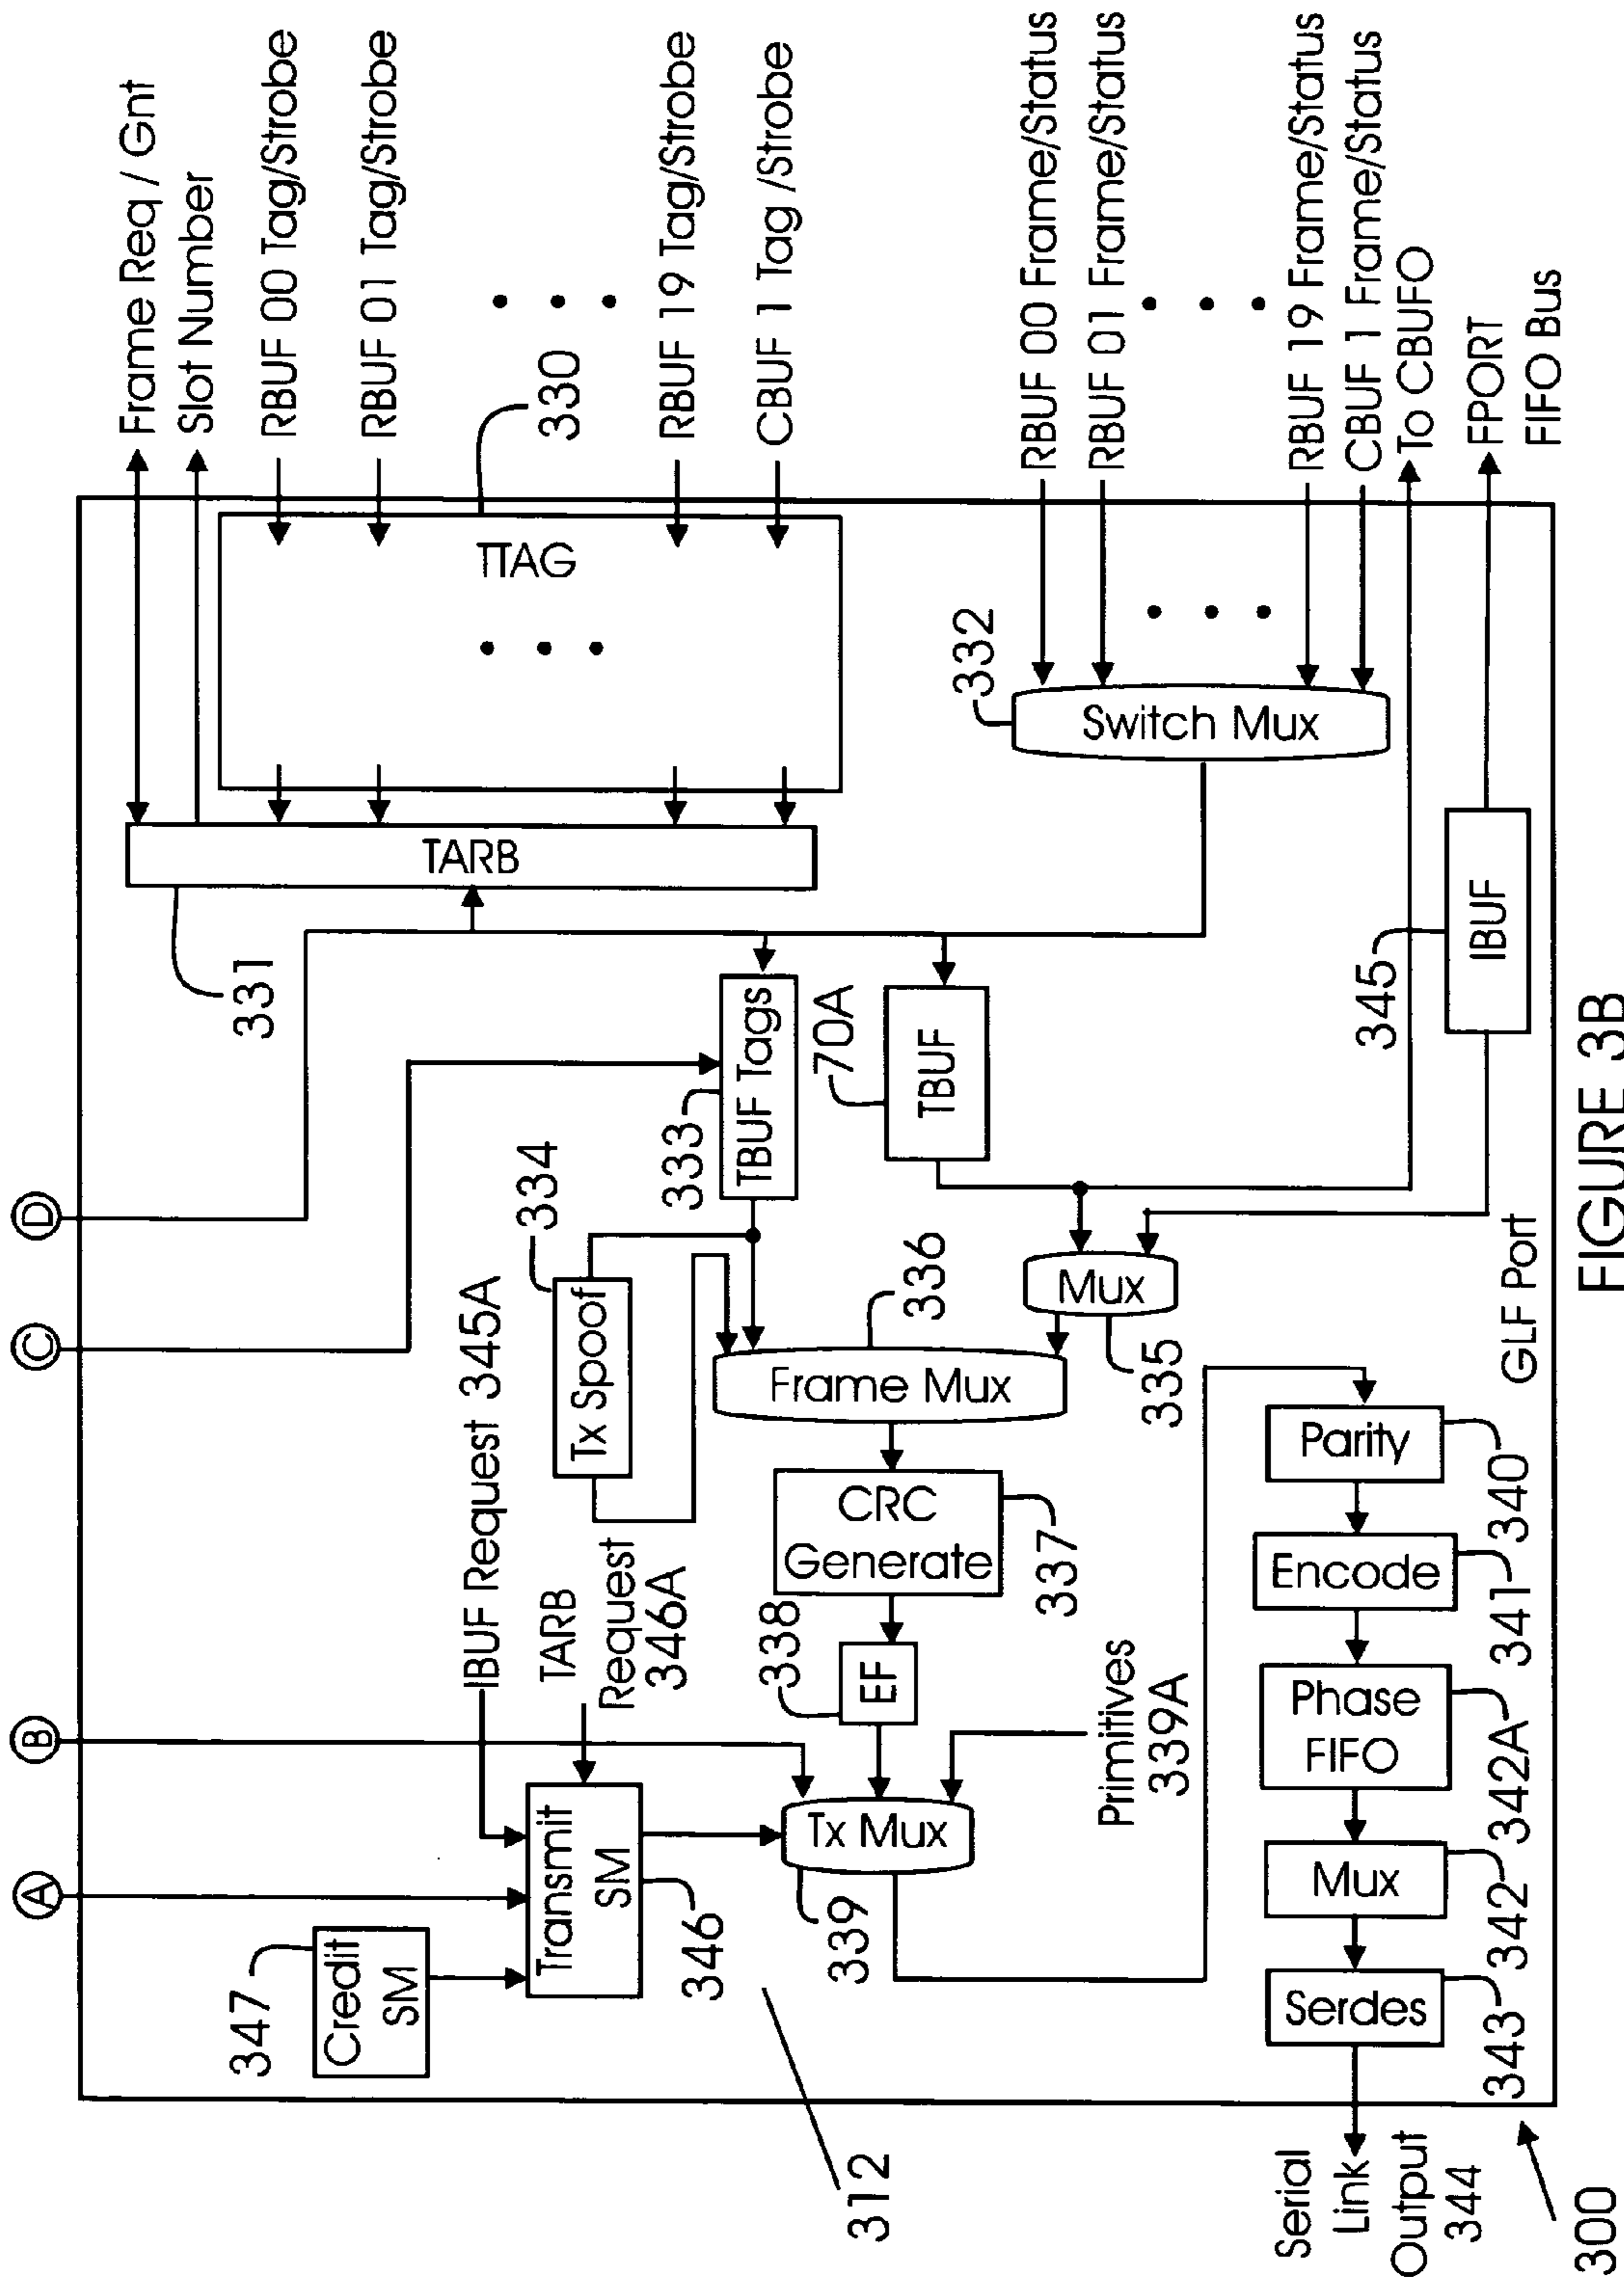 A
B
C
D
347
Credit
SM
Transmit
SM
346
IBUF Request 345A
TARB
Request
346A
334
Tx Spoof
333
TBUF Tags
331
TARB
TTAG
330
Frame Req / Gnt
Slot Number
RBUF 00 Tag/Strobe
RBUF 01 Tag/Strobe
RBUF 19 Tag/Strobe
CBUF 1 Tag /Strobe
312
339
Tx Mux
338
EF
CRC
Generate
337
Frame Mux
336
70A
TBUF
332
Switch Mux
RBUF 00 Frame/Status
RBUF 01 Frame/Status
RBUF 19 Frame/Status
CBUF 1 Frame/Status
To CBUFO
Primitives
339A
335
Mux
345
IBUF
FPORT
FIFO Bus
Serial
Link
Output
344
Serdes
343
Mux
342
Phase
FIFO
342A
Encode
341
Parity
340
GLF Port
300
FIGURE 3B